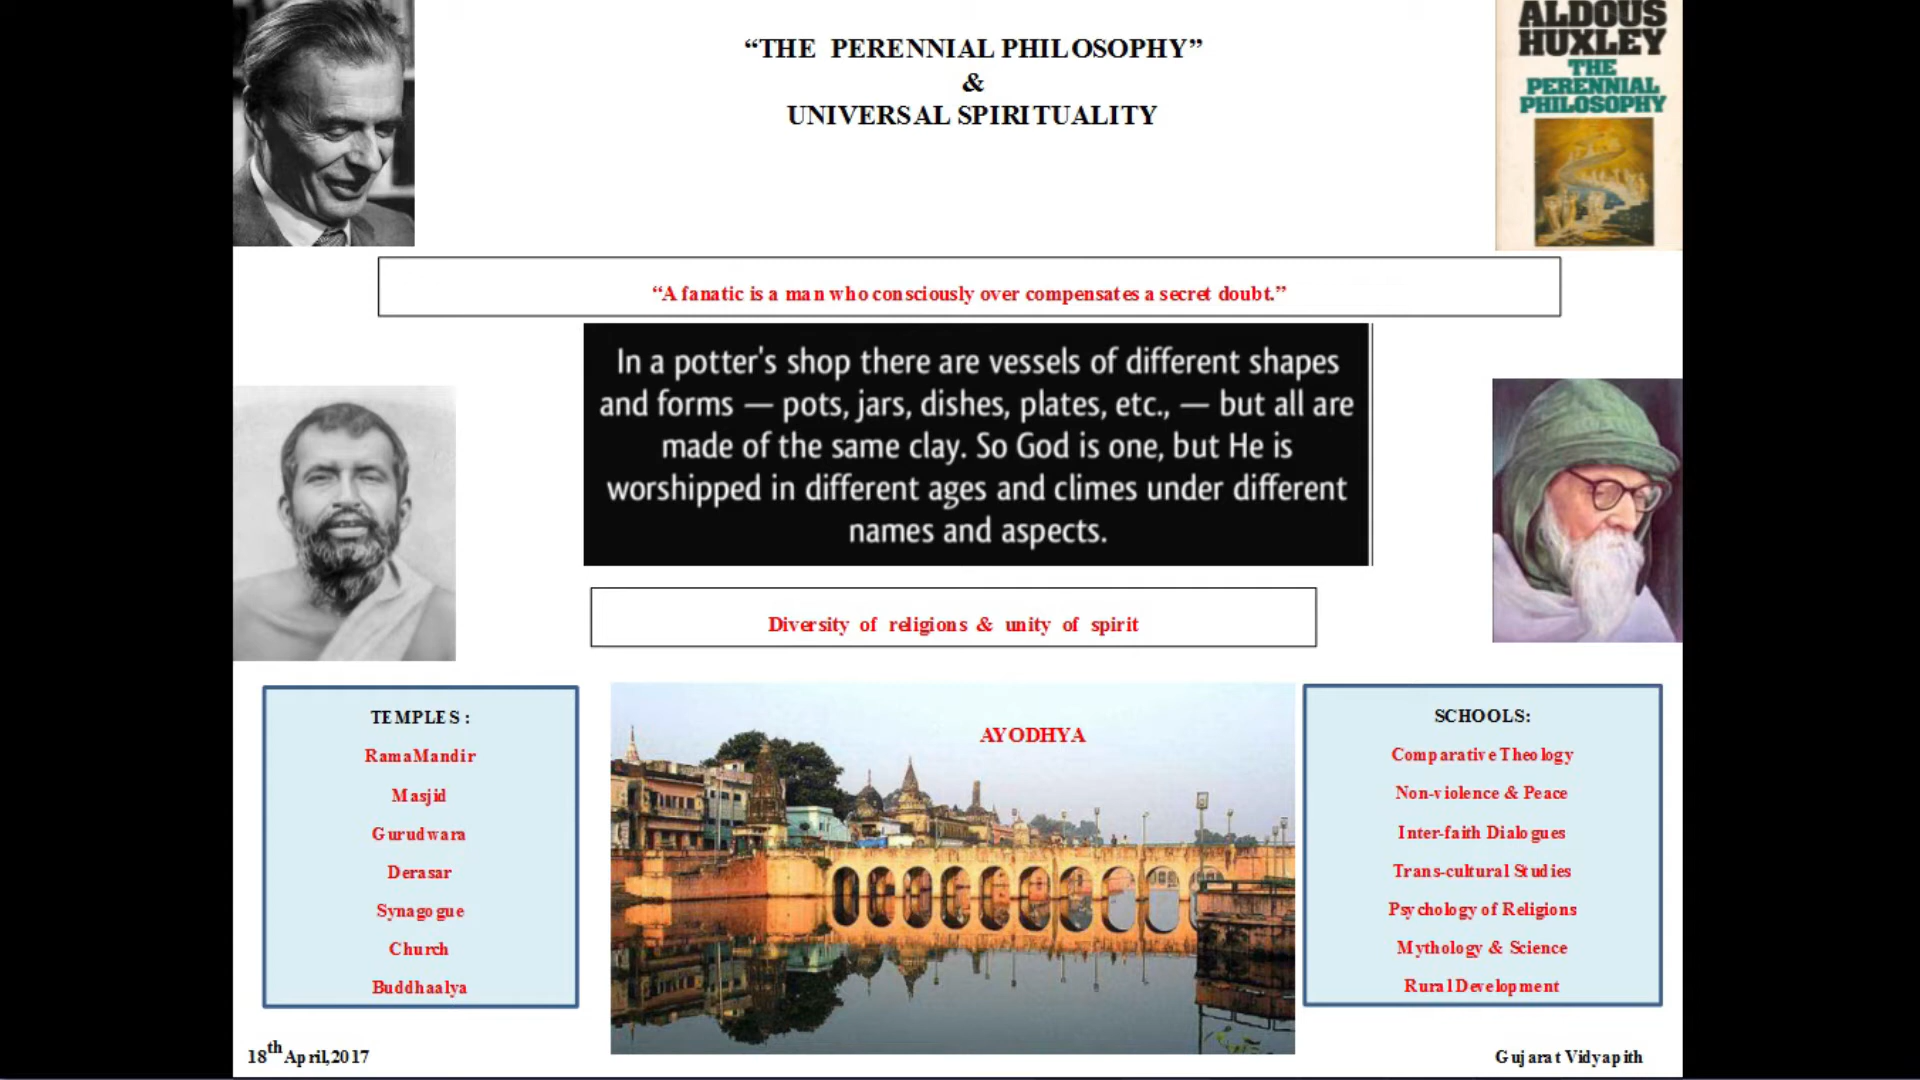 “THE PERENNIAL PHILOSOPHY”
&
UNIVERSAL SPIRITUALITY
ALDOUS
HUXLEY
THE
PERENNIAL
PHILOSOPHY
“A fanatic is a man who consciously over compensates a secret doubt.”
In a potter's shop there are vessels of different shapes
and forms — pots, jars, dishes, plates, etc., — but all are
made of the same clay. So God is one, but He is
worshipped in different ages and climes under different
names and aspects.
Diversity of religions & unity of spirit
TEMPLES :
Rama Mandir
Masjid
Gurudwara
Derasar
Synagogue
Church
Buddhaalya
AYODHYA
SCHOOLS:
Comparative Theology
Non-violence & Peace
Inter-faith Dialogues
Trans-cultural Studies
Psychology of Religions
Mythology & Science
Rural Development
18th April,2017
Gujarat Vidyapith